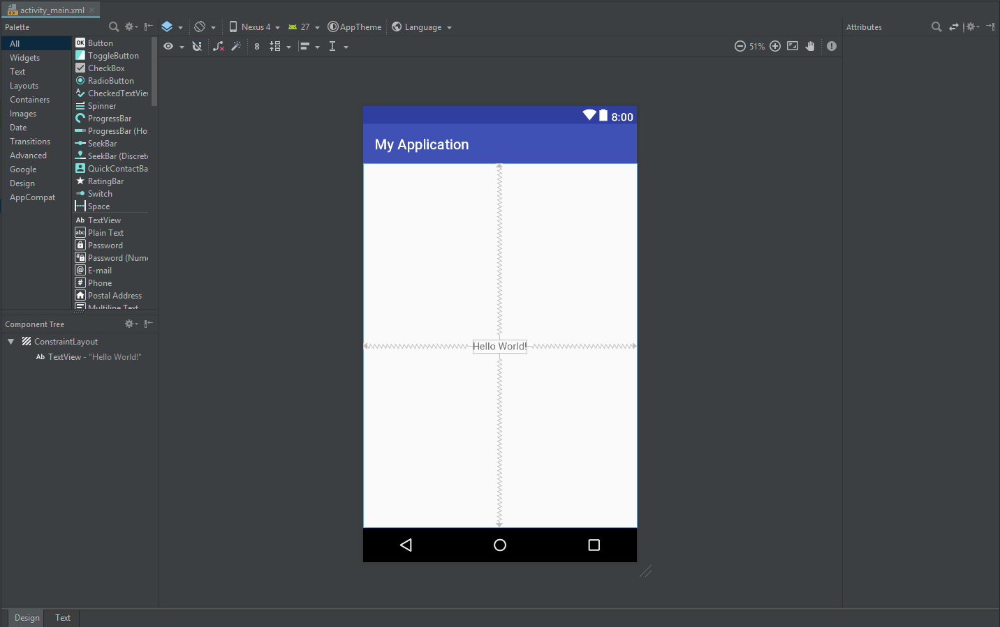 activity_main.xml
Palette
Nexus 4
27
AppTheme
Language
Attributes
8
51%
All
Widgets
Text
Layouts
Containers
Images
Date
Transitions
Advanced
Google
Design
AppCompat
OK Button
ToggleButton
CheckBox
RadioButton
CheckedTextVie
Spinner
ProgressBar
ProgressBar (Ho
SeekBar
SeekBar (Discret
QuickContactBa
RatingBar
Switch
Space
Ab TextView
abc Plain Text
Password
# Password (Num
@ E-mail
# Phone
Postal Address
Multiline Text
Component Tree
ConstraintLayout
Ab TextView - "Hello World!"
8:00
My Application
Hello World!
Design
Text